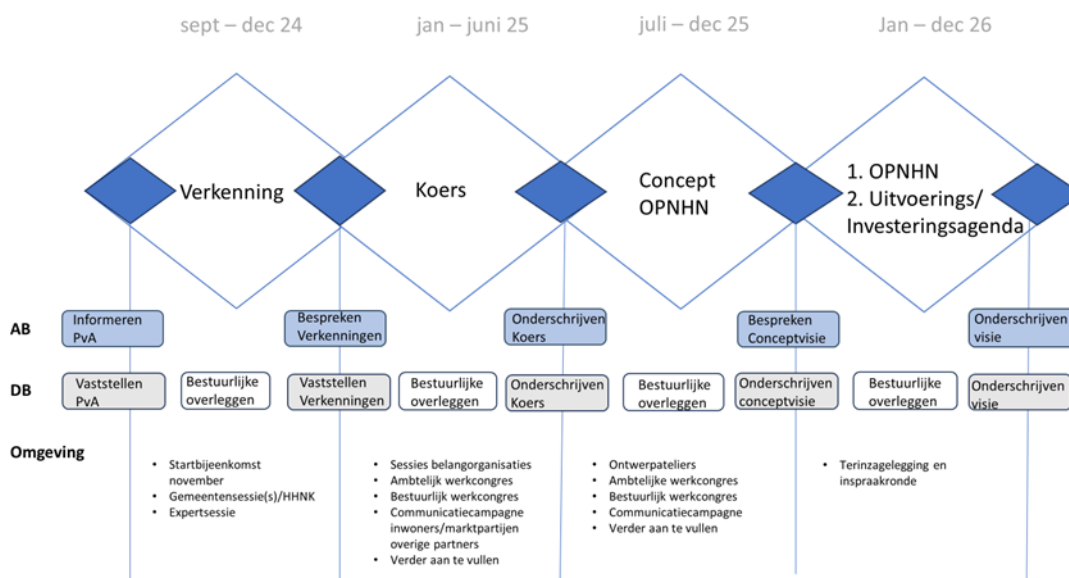 sept – dec 24
jan – juni 25
juli – dec 25
Jan – dec 26
Verkenning
Koers
Concept
OPNHN
1. OPNHN
2. Uitvoerings/
Investeringsagenda
AB
Informeren
PvA
Bespreken
Verkenningen
Onderschrijven
Koers
Bespreken
Conceptvisie
Onderschrijven
visie
DB
Vaststellen
PvA
Bestuurlijke
overleggen
Vaststellen
Verkenningen
Bestuurlijke
overleggen
Onderschrijven
Koers
Bestuurlijke
overleggen
Onderschrijven
conceptvisie
Bestuurlijke
overleggen
Onderschrijven
visie
Omgeving
• Startbijeenkomst
november
• Gemeentensessie(s)/HHNK
• Expertsessie
• Sessies belangorganisaties
• Ambtelijk werkcongres
• Bestuurlijk werkcongres
• Communicatiecampagne
inwoners/marktpartijen
overige partners
• Verder aan te vullen
• Ontwerpateliers
• Ambtelijke werkcongres
• Bestuurlijk werkcongres
• Communicatiecampagne
• Verder aan te vullen
• Terinzagelegging en
inspraakronde